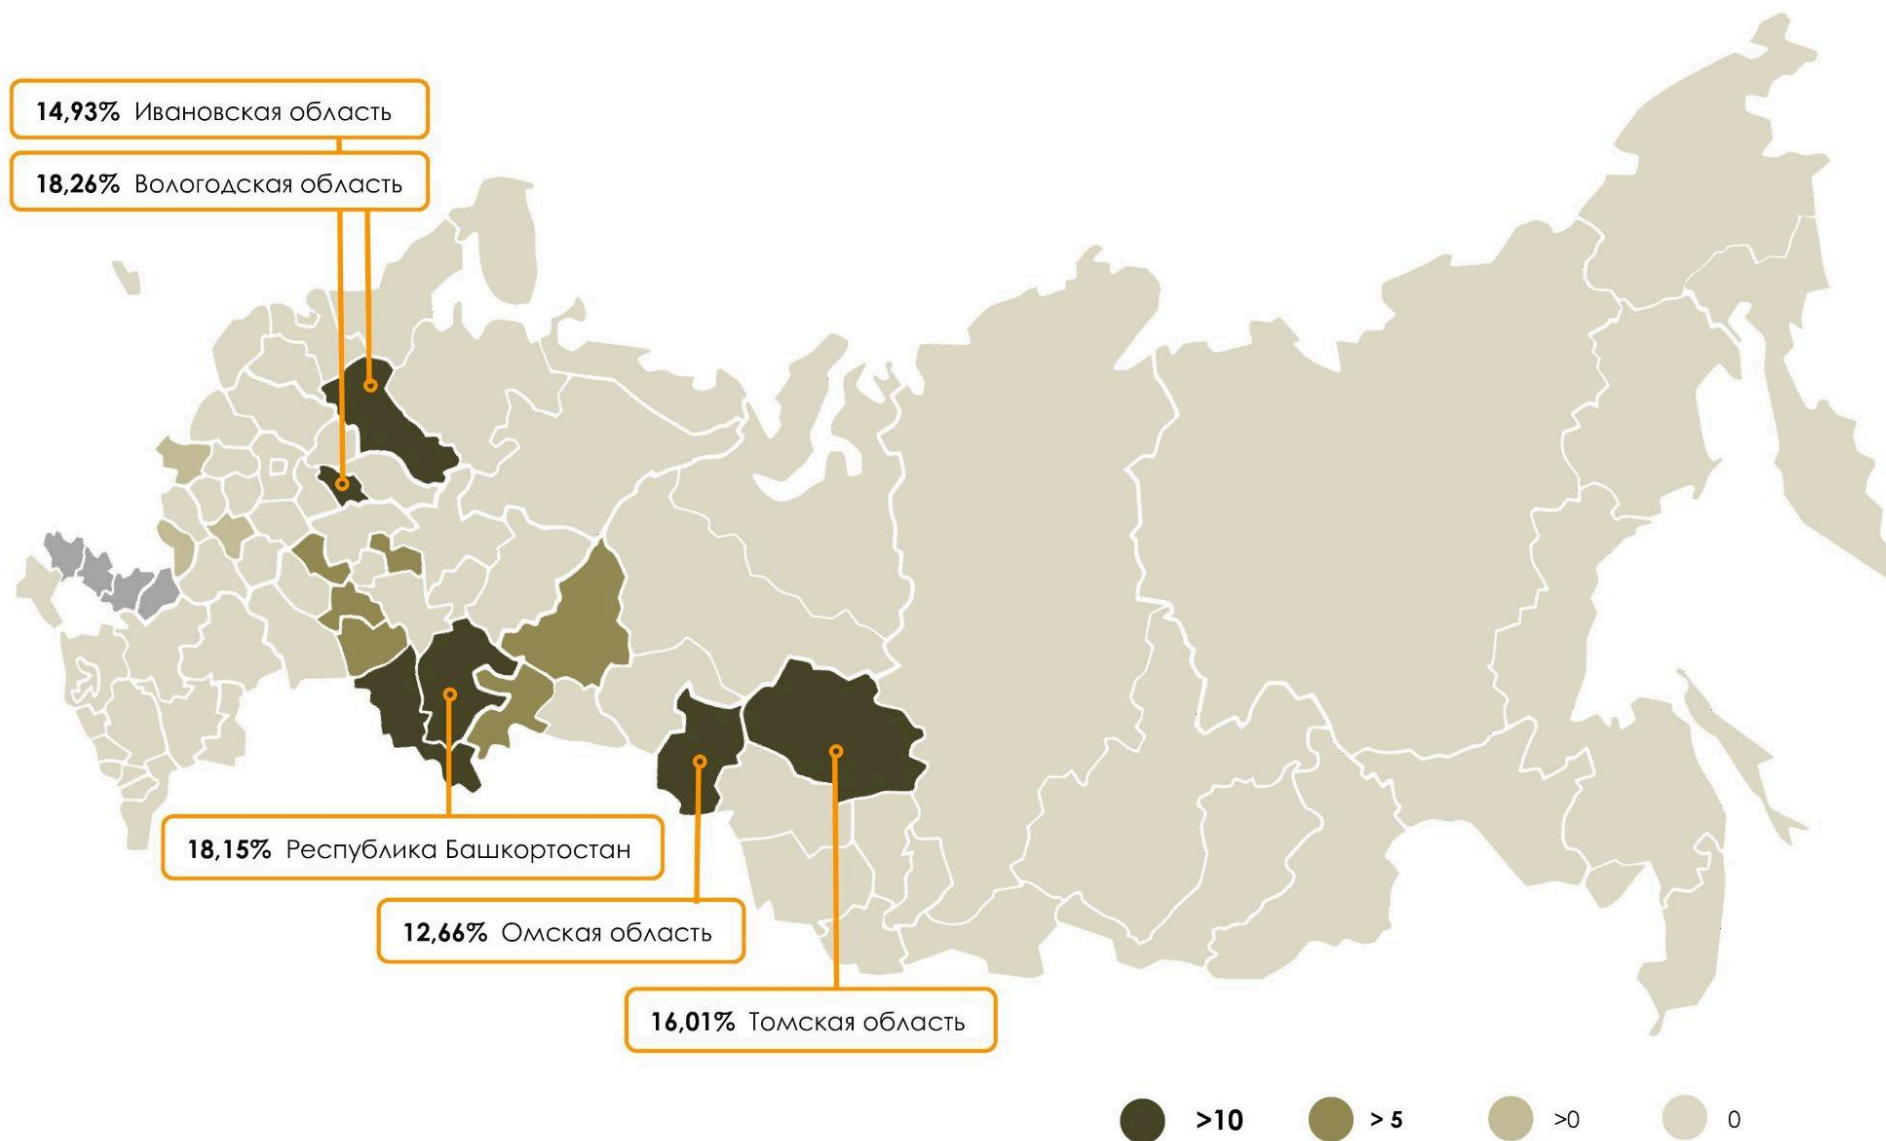 14,93% Ивановская область
18,26% Вологодская область
18,15% Республика Башкортостан
12,66% Омская область
16,01% Томская область
>10
> 5
>0
0